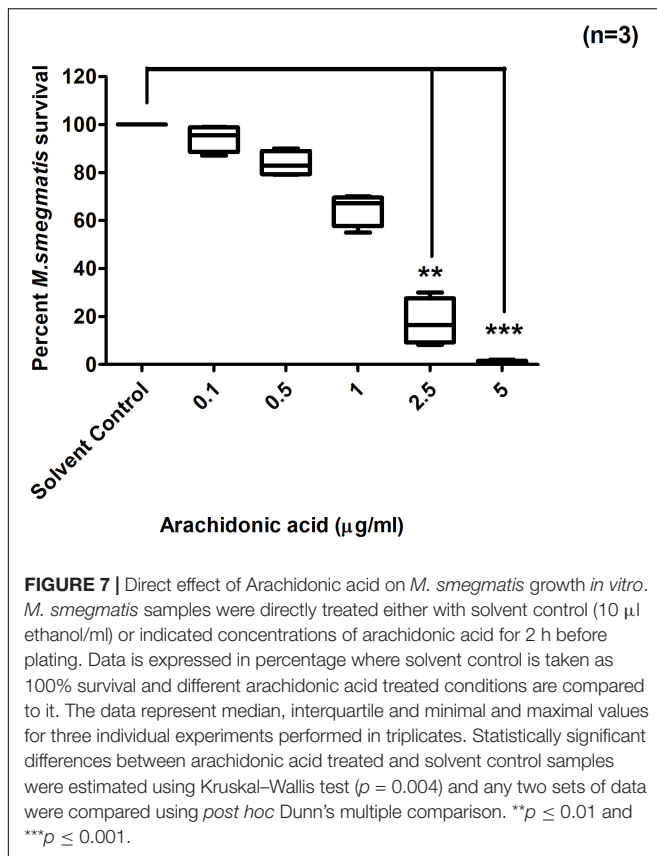 (n=3)
Percent M.smegmatis survival
120
100
80
60
40
20
0
**
***
Solvent Control
0.1
0.5
1
2.5
5
Arachidonic acid (μg/ml)
FIGURE 7 | Direct effect of Arachidonic acid on M. smegmatis growth in vitro.
M. smegmatis samples were directly treated either with solvent control (10 μl
ethanol/ml) or indicated concentrations of arachidonic acid for 2 h before
plating. Data is expressed in percentage where solvent control is taken as
100% survival and different arachidonic acid treated conditions are compared
to it. The data represent median, interquartile and minimal and maximal values
for three individual experiments performed in triplicates. Statistically significant
differences between arachidonic acid treated and solvent control samples
were estimated using Kruskal–Wallis test (p = 0.004) and any two sets of data
were compared using post hoc Dunn's multiple comparison. **p ≤ 0.01 and
***p ≤ 0.001.